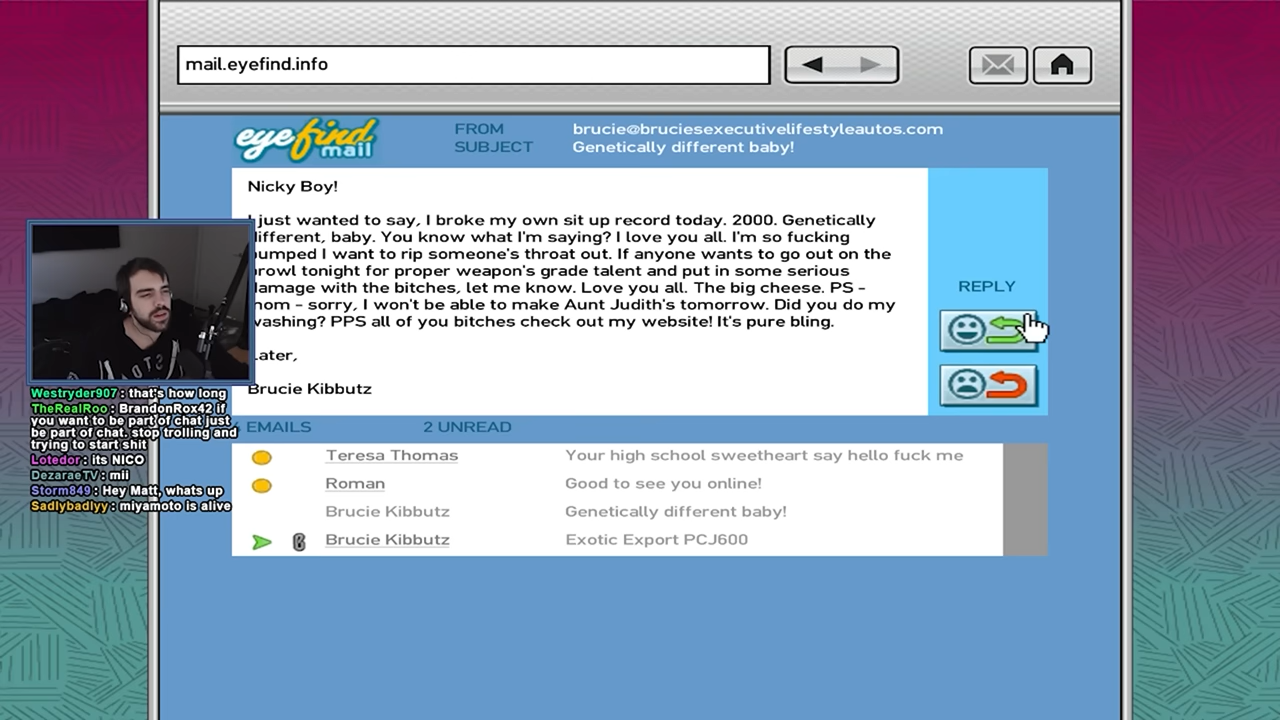 mail.eyefind.info
eyefind mail
FROM brucie@bruciesexecutivelifestyleautos.com
SUBJECT Genetically different baby!
Nicky Boy!
just wanted to say, I broke my own sit up record today. 2000. Genetically
different, baby. You know what I'm saying? I love you all. I'm so fucking
pumped I want to rip someone's throat out. If anyone wants to go out on the
prowl tonight for proper weapon's grade talent and put in some serious
damage with the bitches, let me know. Love you all. The big cheese. PS -
mom - sorry, I won't be able to make Aunt Judith's tomorrow. Did you do my
washing? PPS all of you bitches check out my website! It's pure bling.
Later,
Brucie Kibbutz
REPLY
EMAILS 2 UNREAD
Teresa Thomas Your high school sweetheart say hello fuck me
Roman Good to see you online!
Brucie Kibbutz Genetically different baby!
Brucie Kibbutz Exotic Export PCJ600
Westryder907 : that's how long
TheRealRoo : BrandonRox42 if
you want to be part of chat just
be part of chat. stop trolling and
trying to start shit
Lotedor : its NICO
DezaraeTV : mii
Storm849 : Hey Matt, whats up
Sadlybadlyy : miyamoto is alive